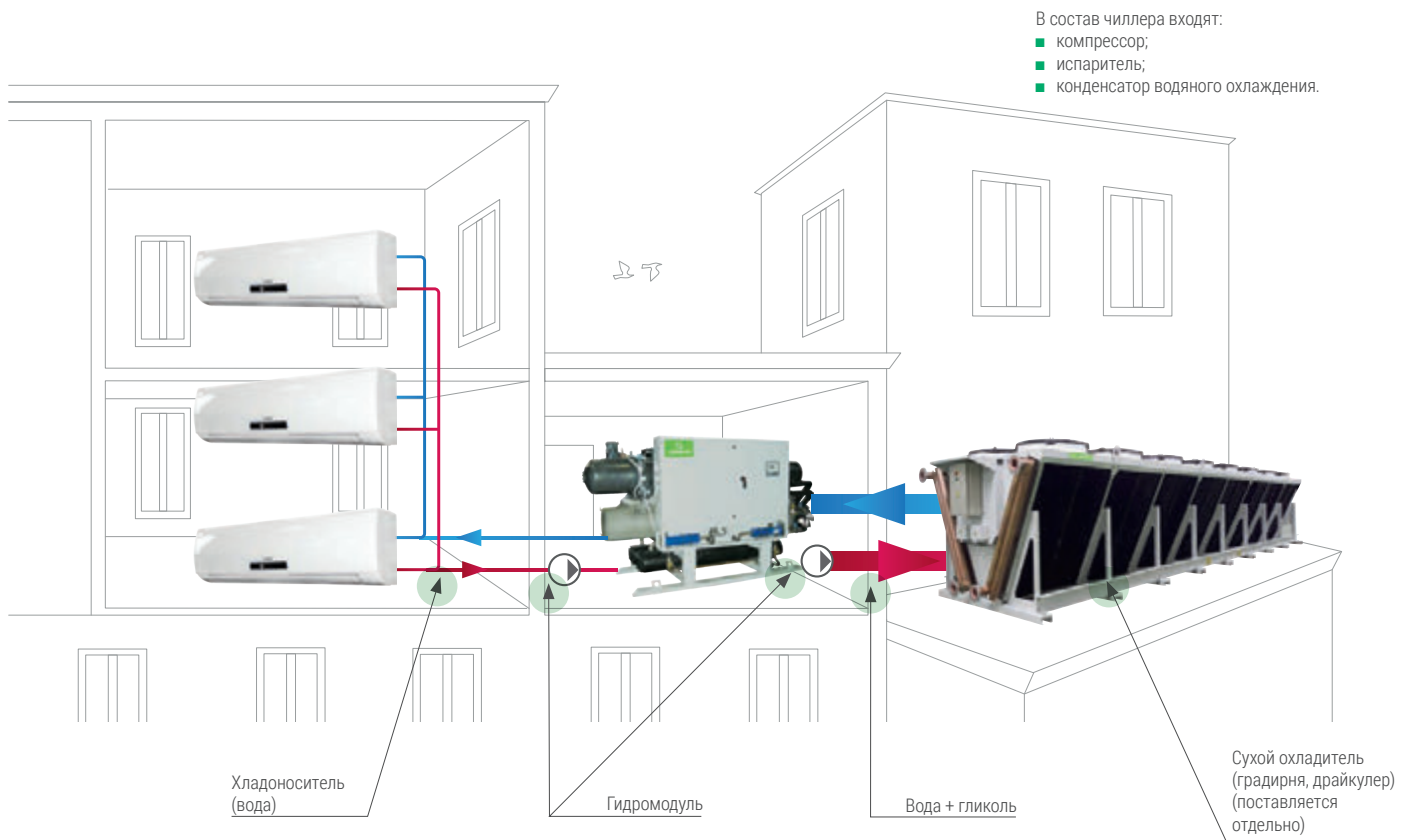 В состав чиллера входят:
компрессор;
испаритель;
конденсатор водяного охлаждения.
Хладоноситель
(вода)
Гидромодуль
Вода + гликоль
Сухой охладитель
(градирня, драйкулер)
(поставляется
отдельно)